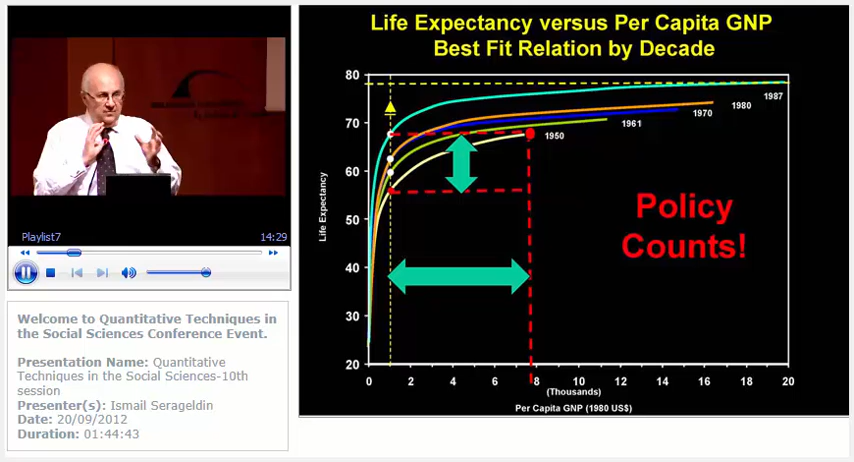 Playlist7
14:29
Welcome to Quantitative Techniques in
the Social Sciences Conference Event.
Presentation Name: Quantitative
Techniques in the Social Sciences-10th
session
Presenter(s): Ismail Serageldin
Date: 20/09/2012
Duration: 01:44:43
Life Expectancy versus Per Capita GNP
Best Fit Relation by Decade
80
70
60
50
40
30
20
Life Expectancy
1987
1980
1970
1961
1950
Policy
Counts!
0 2 4 6 8 10 12 14 16 18 20
(Thousands)
Per Capita GNP (1980 US$)